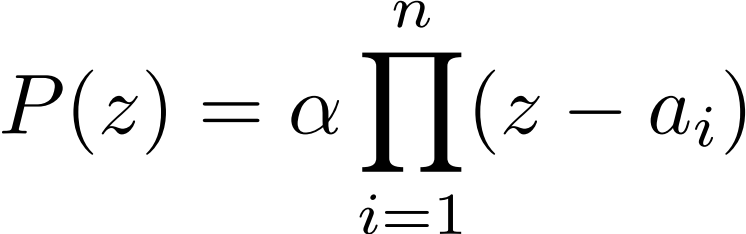 P(z) = α ∏_{i=1}^{n} (z − a_i)